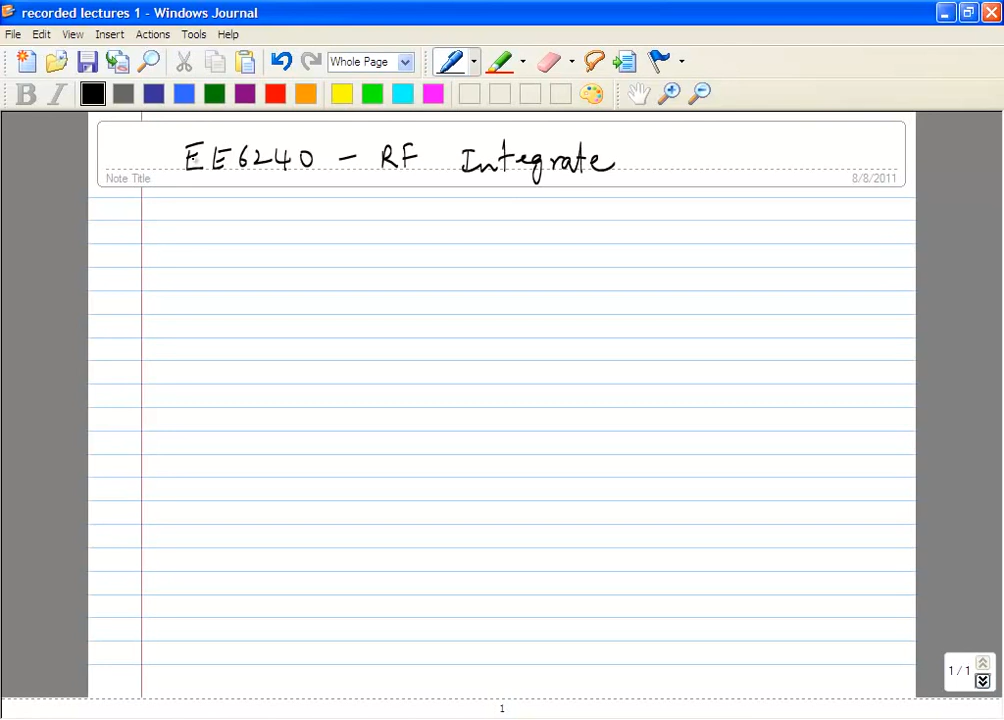 recorded lectures 1 - Windows Journal
File Edit View Insert Actions Tools Help
Whole Page
B I
EE6240 - RF Integrate
Note Title 8/8/2011
1/1
1